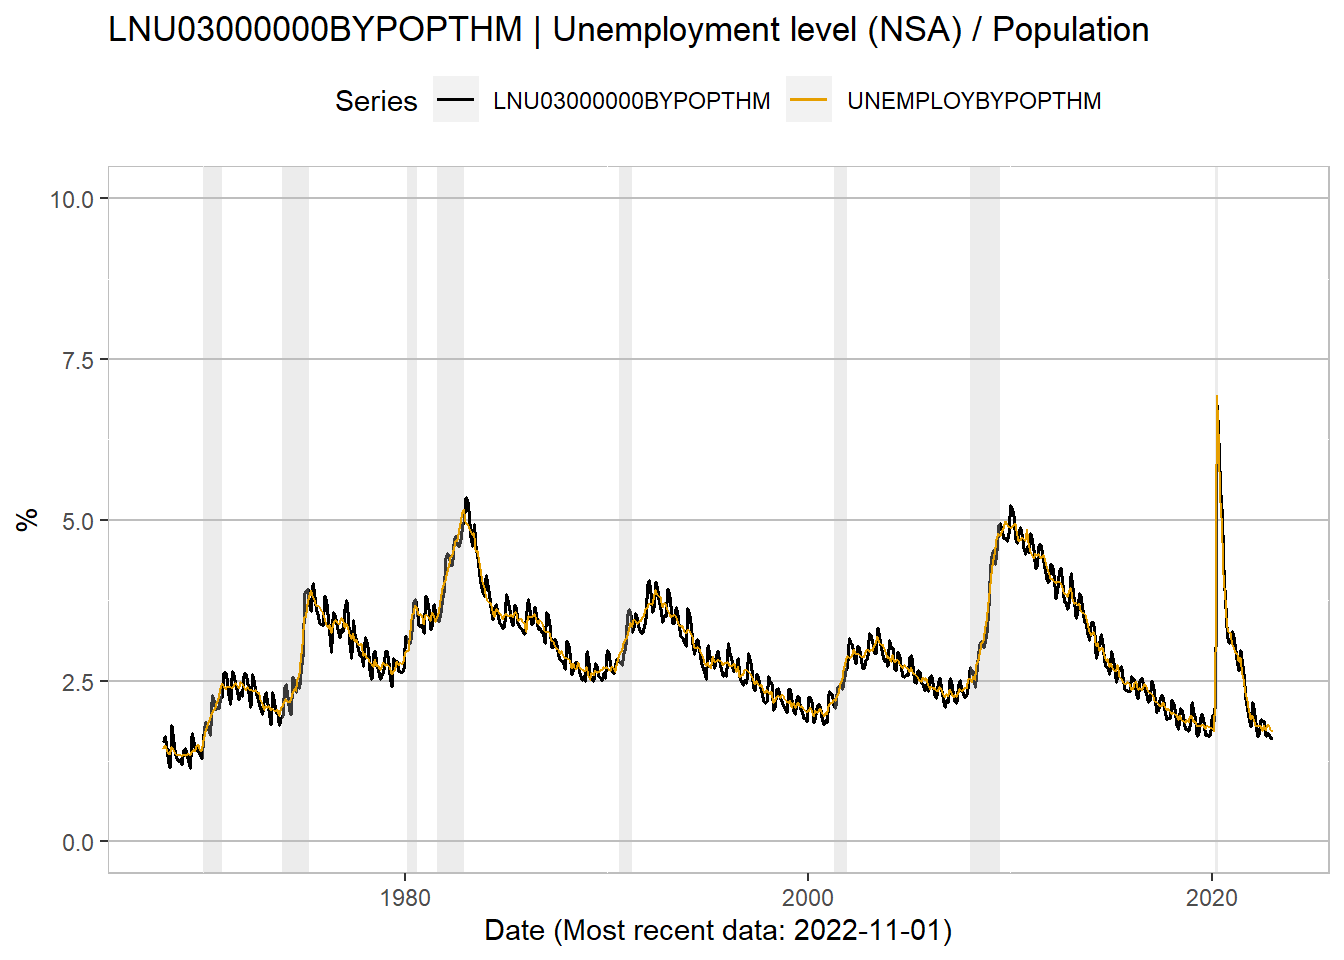 LNU03000000BYPOPTHM | Unemployment level (NSA) / Population
Series LNU03000000BYPOPTHM UNEMPLOYBYPOPTHM
10.0
7.5
5.0
2.5
0.0
%
1980 2000 2020
Date (Most recent data: 2022-11-01)